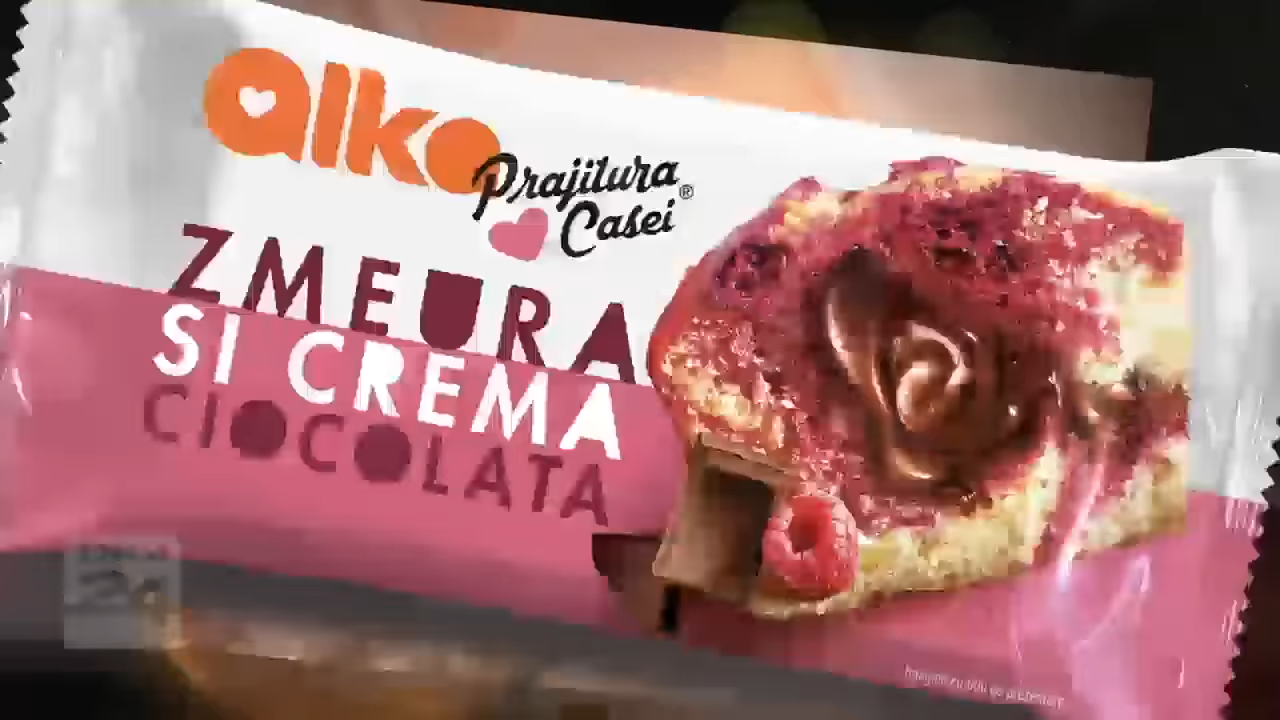 alko
Prajitura
Casei®
ZMEURA
SI CREMA
CIOCOLATA